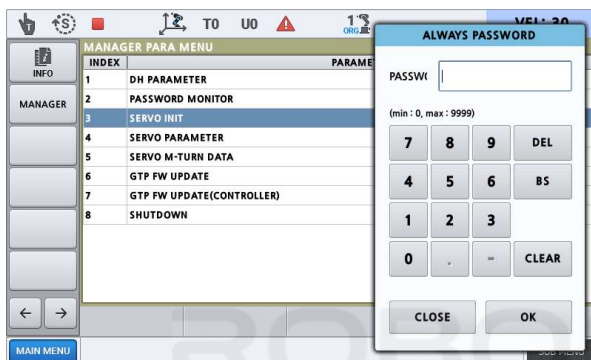 S
T0 U0
ORG
VEL: 30
INFO
MANAGER
MANAGER PARA MENU
INDEX PARAME
1 DH PARAMETER
2 PASSWORD MONITOR
3 SERVO INIT
4 SERVO PARAMETER
5 SERVO M-TURN DATA
6 GTP FW UPDATE
7 GTP FW UPDATE(CONTROLLER)
8 SHUTDOWN
ALWAYS PASSWORD
PASSW(
(min : 0, max : 9999)
7 8 9 DEL
4 5 6 BS
1 2 3
0 . - CLEAR
CLOSE OK
MAIN MENU
SUB MENU